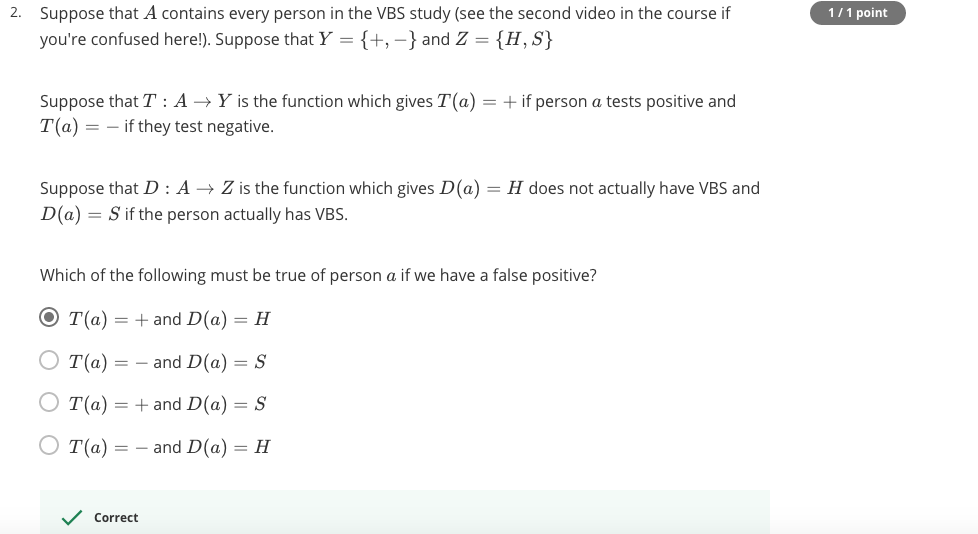 2. Suppose that A contains every person in the VBS study (see the second video in the course if 1 / 1 point
you're confused here!). Suppose that Y = {+, −} and Z = {H, S}
Suppose that T : A → Y is the function which gives T(a) = + if person a tests positive and
T(a) = − if they test negative.
Suppose that D : A → Z is the function which gives D(a) = H does not actually have VBS and
D(a) = S if the person actually has VBS.
Which of the following must be true of person a if we have a false positive?
T(a) = + and D(a) = H
T(a) = − and D(a) = S
T(a) = + and D(a) = S
T(a) = − and D(a) = H
Correct